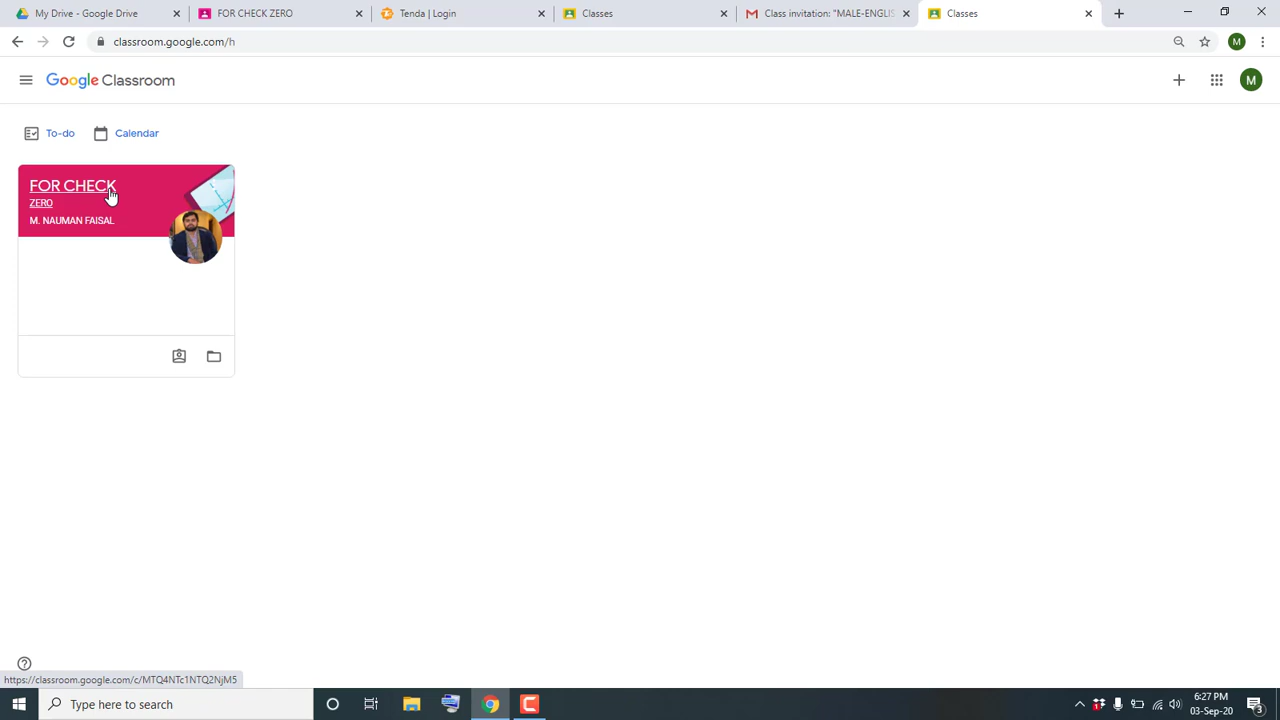 My Drive - Google Drive
FOR CHECK ZERO
Tenda | Login
Classes
Class invitation: "MALE-ENGLIS
Classes
classroom.google.com/h
M
Google Classroom
M
To-do
Calendar
FOR CHECK
ZERO
M. NAUMAN FAISAL
https://classroom.google.com/c/MTQ4NTc1NTQ2NjM5
Type here to search
6:27 PM
03-Sep-20
3